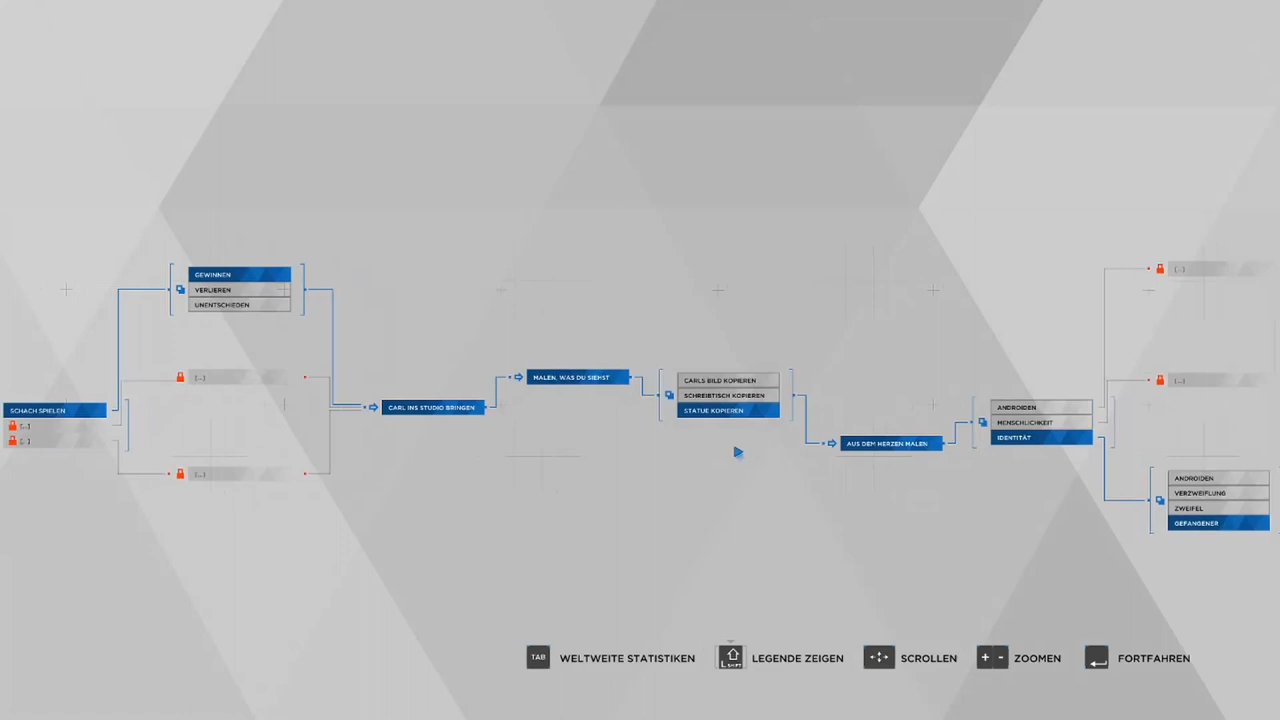 GEWINNEN
VERLIEREN
UNENTSCHIEDEN
SCHACH SPIELEN
[...]
[...]
[...]
[...]
CARL INS STUDIO BRINGEN
MALEN, WAS DU SIEHST
CARLS BILD KOPIEREN
SCHREIBTISCH KOPIEREN
STATUE KOPIEREN
AUS DEM HERZEN MALEN
ANDROIDEN
MENSCHLICHKEIT
IDENTITÄT
[...]
[...]
ANDROIDEN
VERZWEIFLUNG
ZWEIFEL
GEFANGENER
TAB WELTWEITE STATISTIKEN
L SHIFT LEGENDE ZEIGEN
SCROLLEN
+ - ZOOMEN
FORTFAHREN